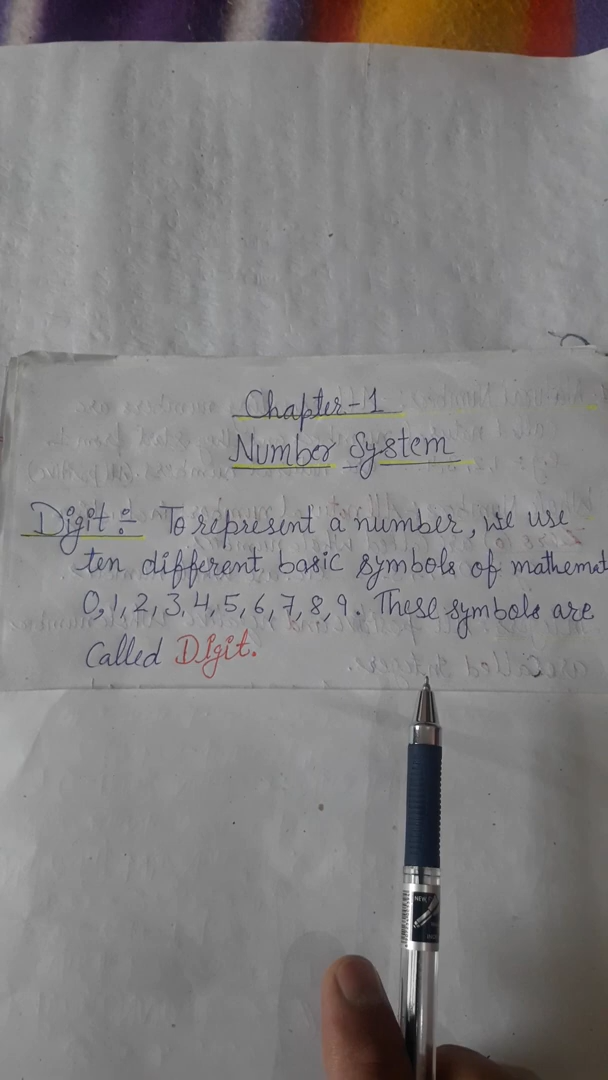 Chapter-1
Number System
Digit :- To represent a number, we use
ten different basic symbols of mathemat
0, 1, 2, 3, 4, 5, 6, 7, 8, 9. These symbols are
Called Digit.
NEW